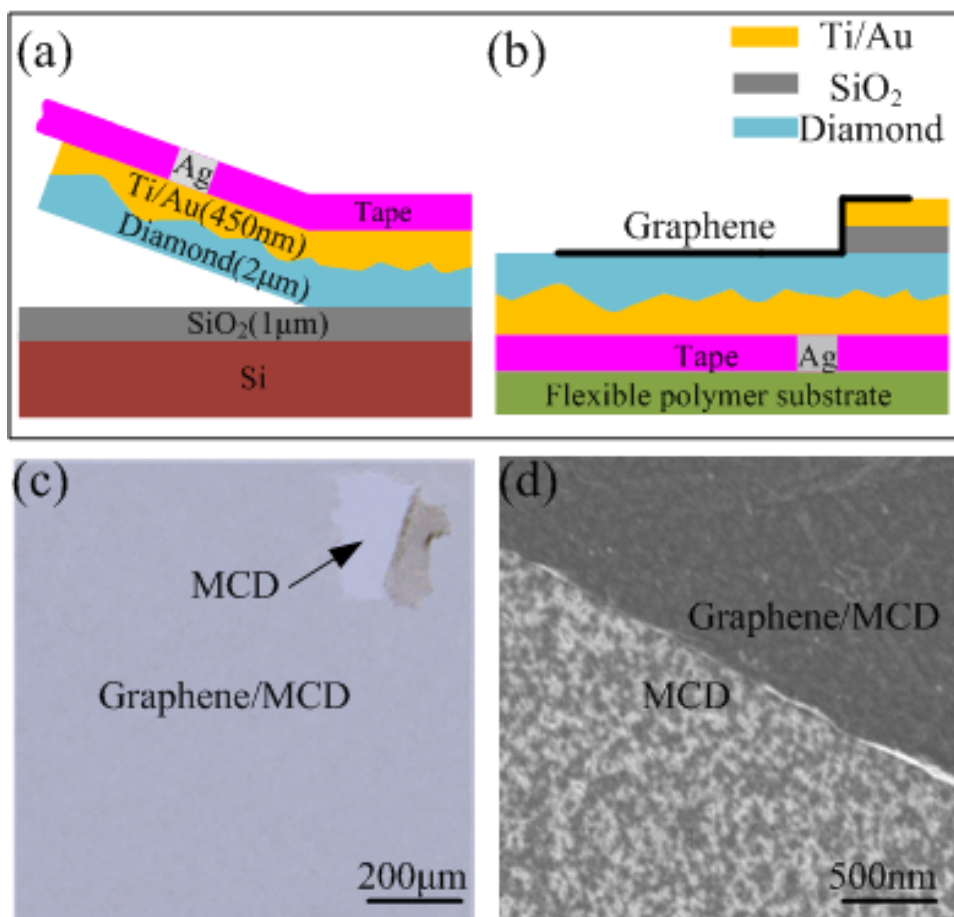 (a)
Ag
Ti/Au(450nm)
Tape
Diamond(2μm)
SiO₂(1μm)
Si
(b)
Ti/Au
SiO₂
Diamond
Graphene
Tape
Ag
Flexible polymer substrate
(c)
MCD
Graphene/MCD
200μm
(d)
Graphene/MCD
MCD
500nm